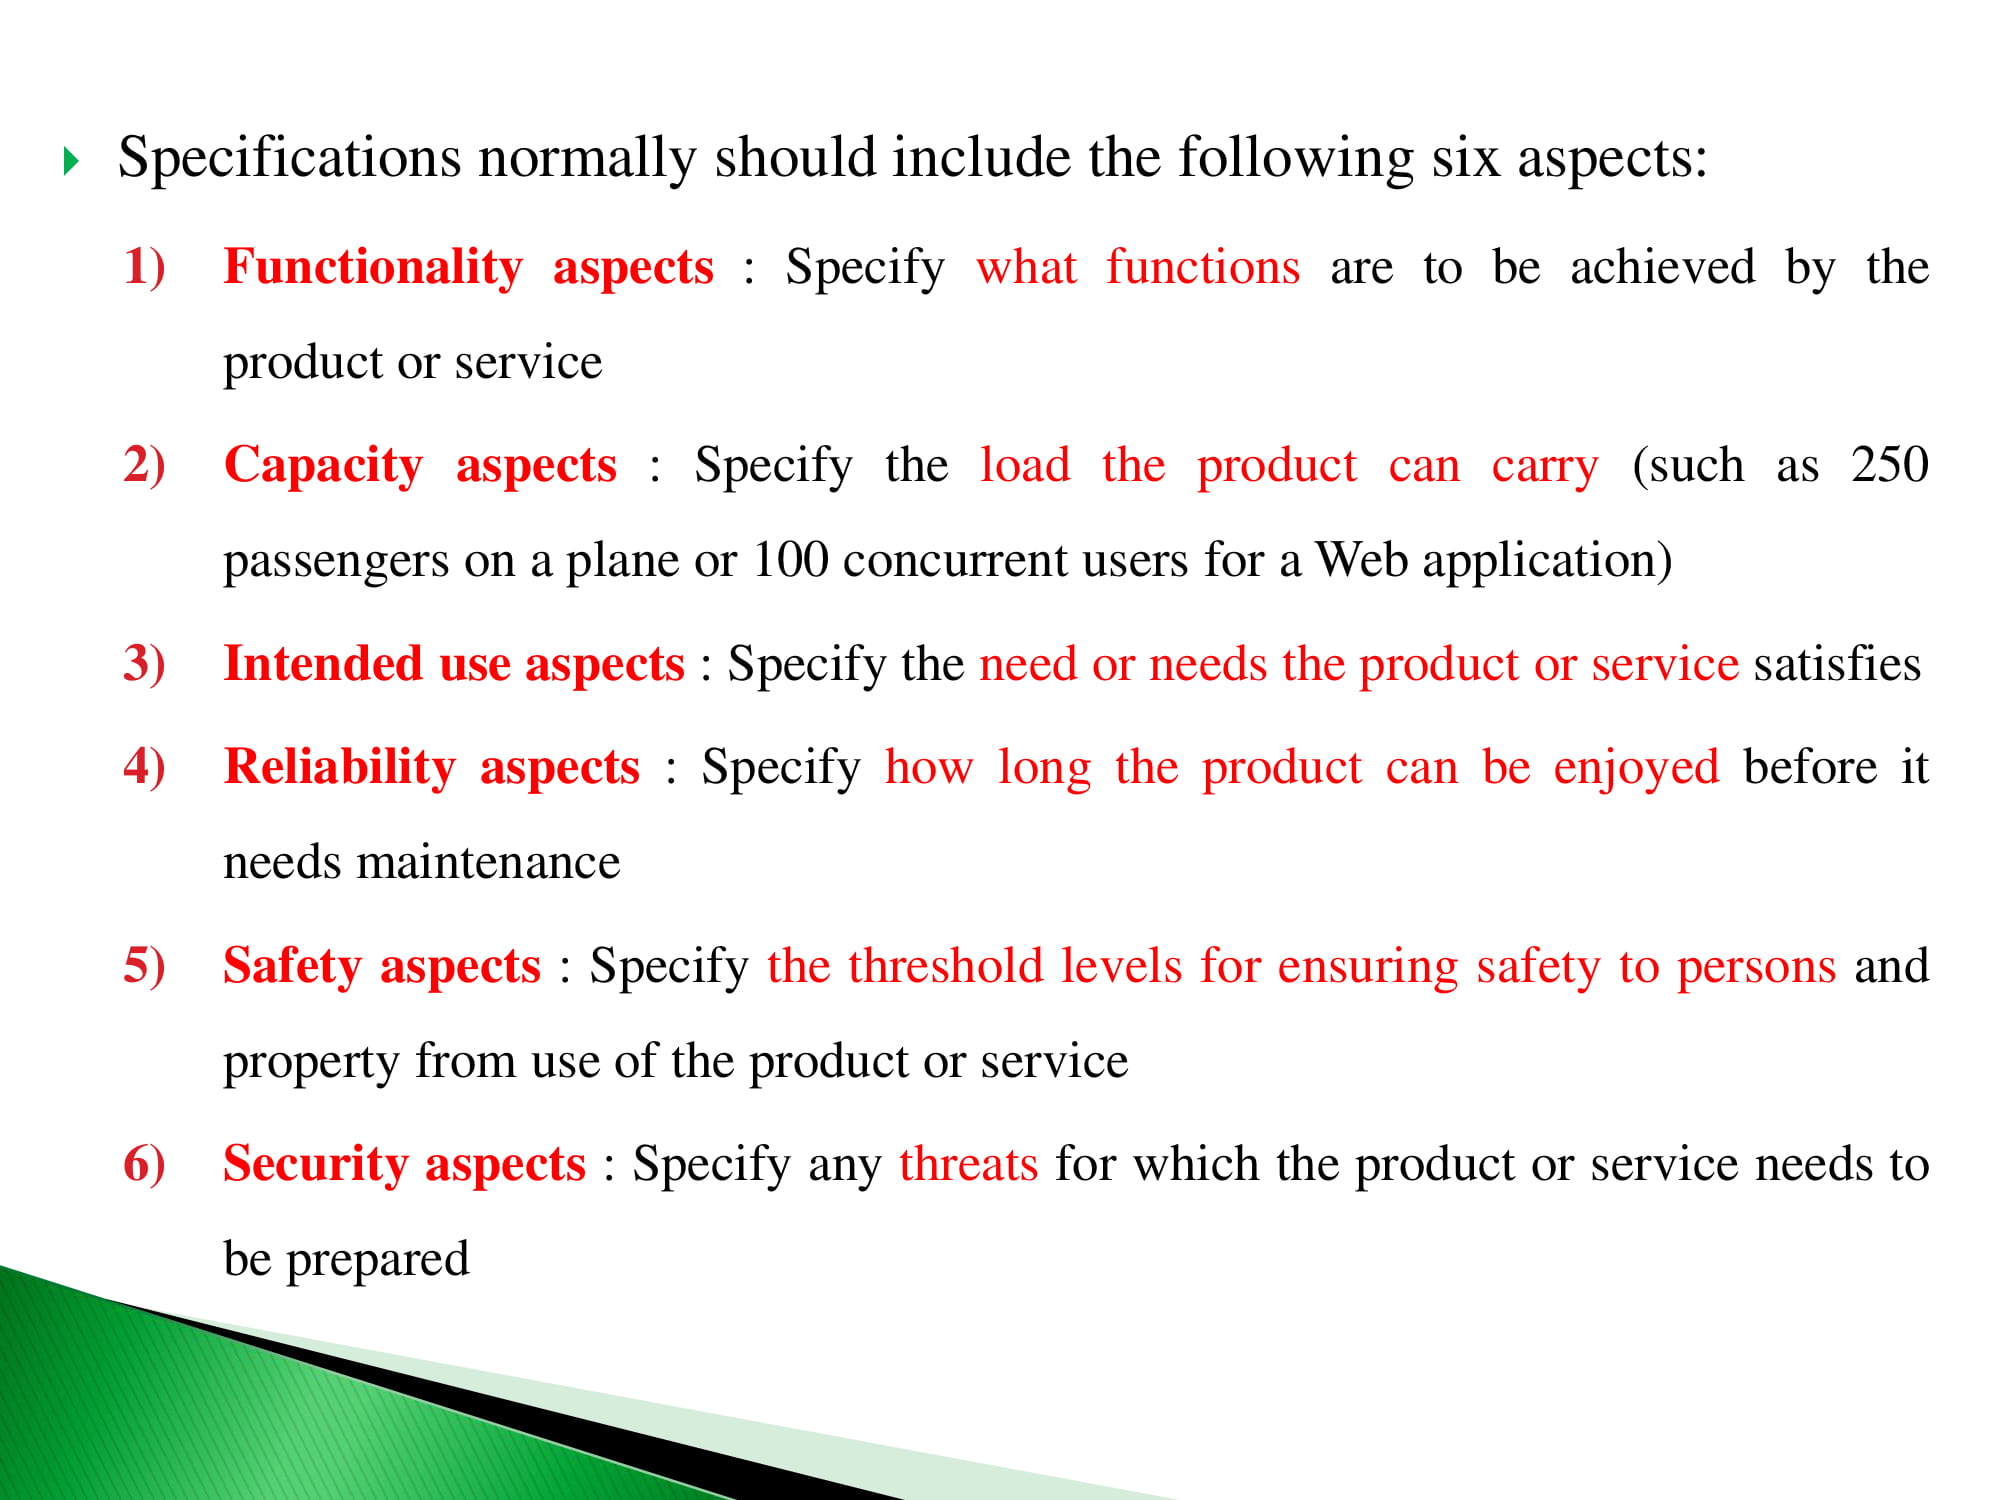 Specifications normally should include the following six aspects:
1) Functionality aspects : Specify what functions are to be achieved by the
product or service
2) Capacity aspects : Specify the load the product can carry (such as 250
passengers on a plane or 100 concurrent users for a Web application)
3) Intended use aspects : Specify the need or needs the product or service satisfies
4) Reliability aspects : Specify how long the product can be enjoyed before it
needs maintenance
5) Safety aspects : Specify the threshold levels for ensuring safety to persons and
property from use of the product or service
6) Security aspects : Specify any threats for which the product or service needs to
be prepared